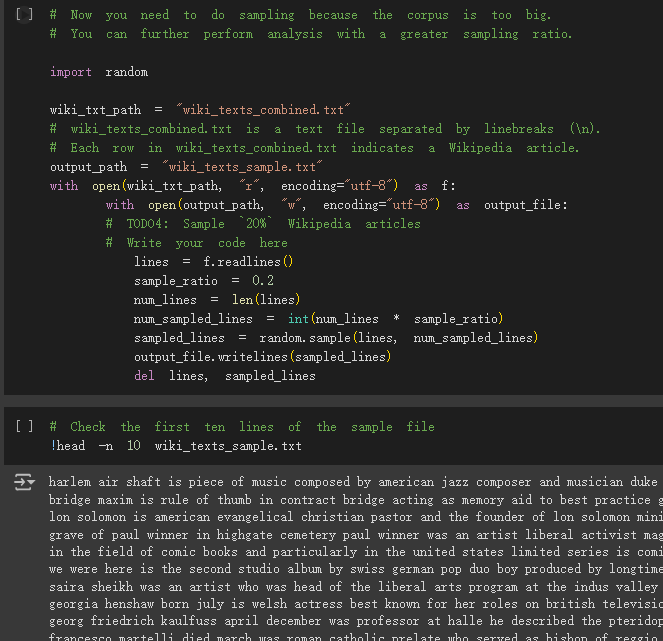 [ ] # Now you need to do sampling because the corpus is too big.
# You can further perform analysis with a greater sampling ratio.
import random
wiki_txt_path = "wiki_texts_combined.txt"
# wiki_texts_combined.txt is a text file separated by linebreaks (\n).
# Each row in wiki_texts_combined.txt indicates a Wikipedia article.
output_path = "wiki_texts_sample.txt"
with open(wiki_txt_path, "r", encoding="utf-8") as f:
with open(output_path, "w", encoding="utf-8") as output_file:
# TODO4: Sample `20%` Wikipedia articles
# Write your code here
lines = f.readlines()
sample_ratio = 0.2
num_lines = len(lines)
num_sampled_lines = int(num_lines * sample_ratio)
sampled_lines = random.sample(lines, num_sampled_lines)
output_file.writelines(sampled_lines)
del lines, sampled_lines
[ ] # Check the first ten lines of the sample file
!head -n 10 wiki_texts_sample.txt
harlem air shaft is piece of music composed by american jazz composer and musician duke
bridge maxim is rule of thumb in contract bridge acting as memory aid to best practice g
lon solomon is american evangelical christian pastor and the founder of lon solomon mini
grave of paul winner in highgate cemetery paul winner was an artist liberal activist mag
in the field of comic books and particularly in the united states limited series is comi
we were here is the second studio album by swiss german pop duo boy produced by longtime
saira sheikh was an artist who was head of the liberal arts program at the indus valley
georgia henshaw born july is welsh actress best known for her roles on british televisio
georg friedrich kaulfuss april december was professor at halle he described the pteridop
francesco martelli died march was roman catholic prelate who served as bishop of reggio